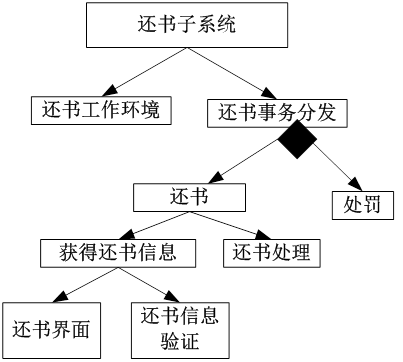 还书子系统
还书工作环境
还书事务分发
还书
处罚
获得还书信息
还书处理
还书界面
还书信息
验证